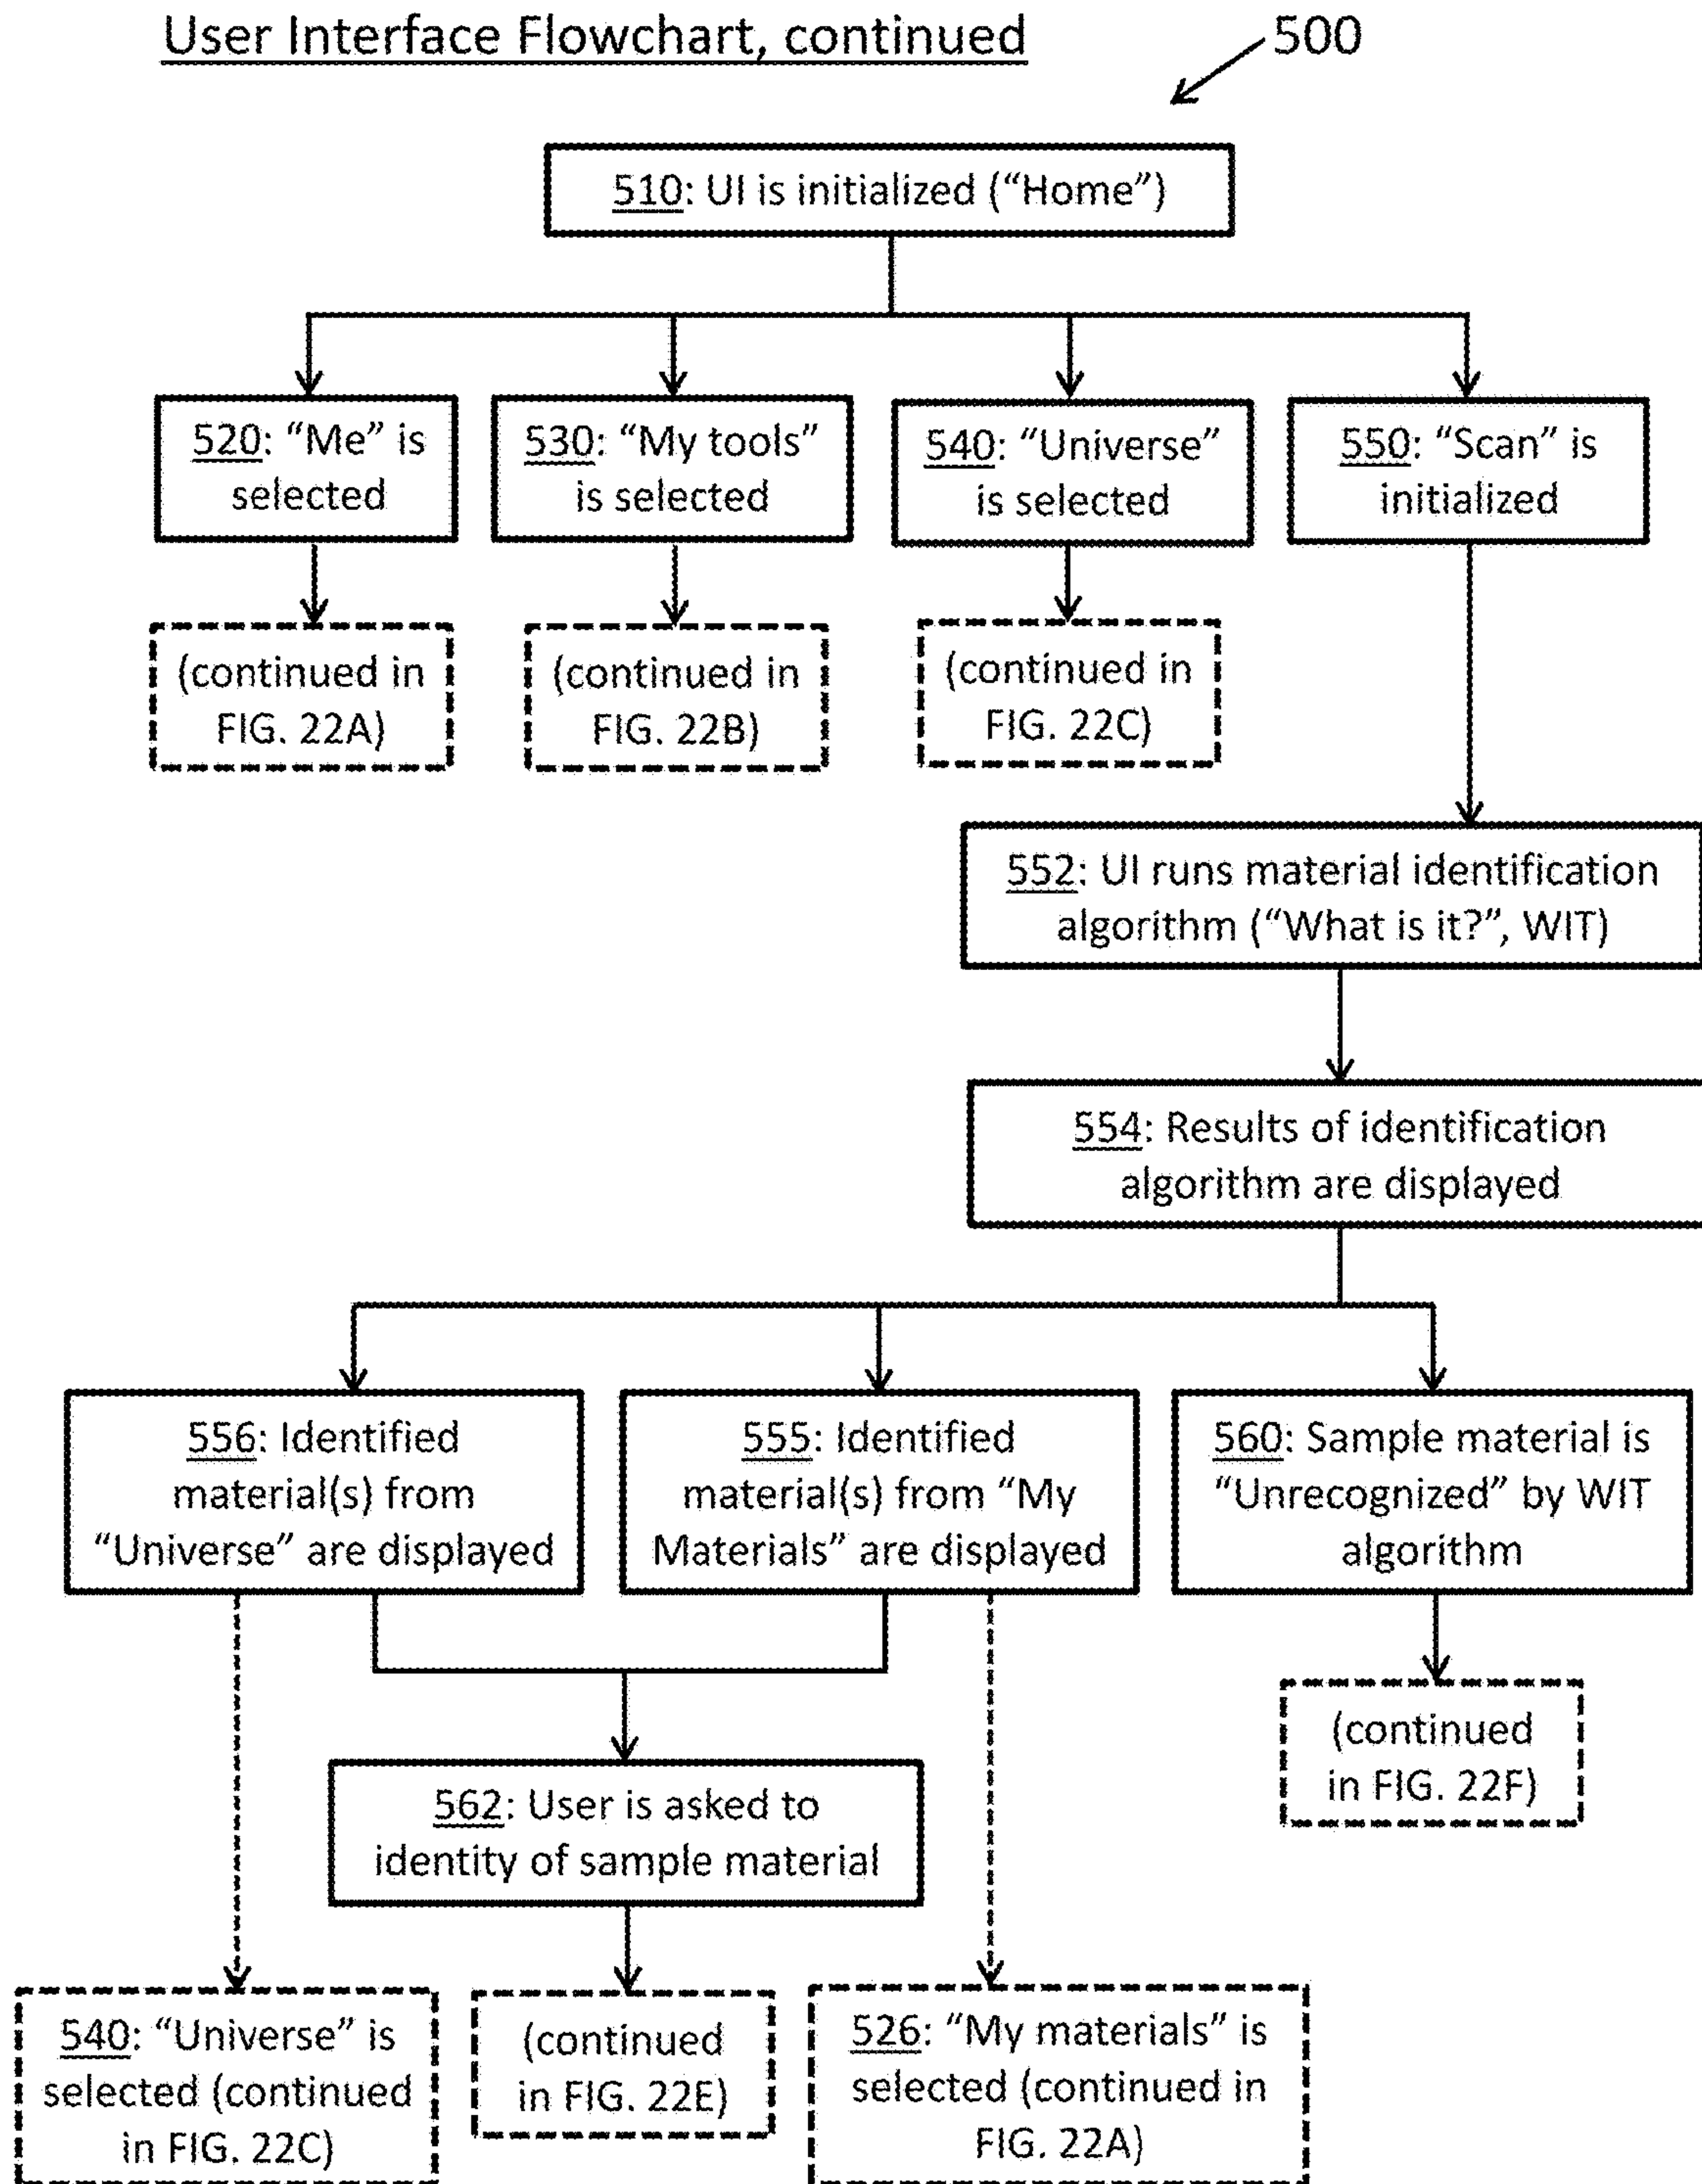 User Interface Flowchart, continued
500
510: UI is initialized (“Home”)
520: “Me” is
selected
530: “My tools”
is selected
540: “Universe”
is selected
550: “Scan” is
initialized
(continued in
FIG. 22A)
(continued in
FIG. 22B)
(continued in
FIG. 22C)
552: UI runs material identification
algorithm (“What is it?”, WIT)
554: Results of identification
algorithm are displayed
556: Identified
material(s) from
“Universe” are displayed
555: Identified
material(s) from “My
Materials” are displayed
560: Sample material is
“Unrecognized” by WIT
algorithm
(continued
in FIG. 22F)
562: User is asked to
identity of sample material
540: “Universe” is
selected (continued
in FIG. 22C)
(continued
in FIG. 22E)
526: “My materials” is
selected (continued in
FIG. 22A)